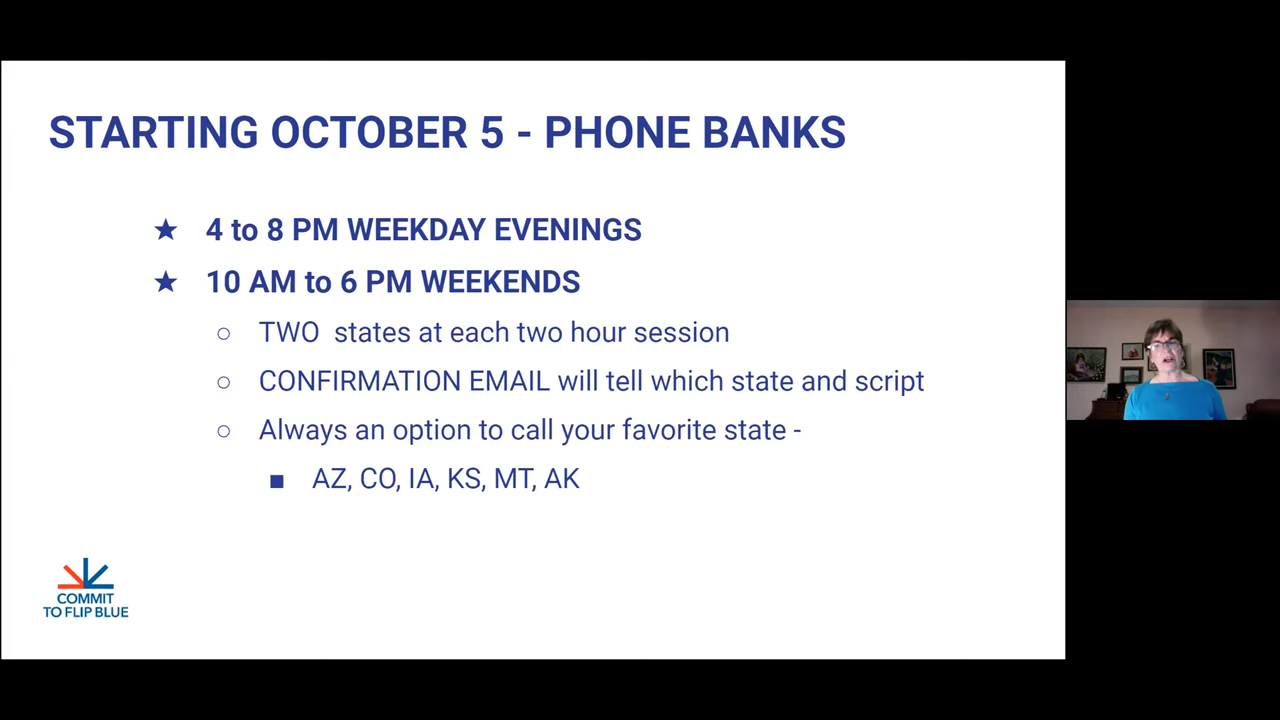 STARTING OCTOBER 5 - PHONE BANKS
★ 4 to 8 PM WEEKDAY EVENINGS
★ 10 AM to 6 PM WEEKENDS
○ TWO states at each two hour session
○ CONFIRMATION EMAIL will tell which state and script
○ Always an option to call your favorite state -
■ AZ, CO, IA, KS, MT, AK
COMMIT
TO FLIP BLUE